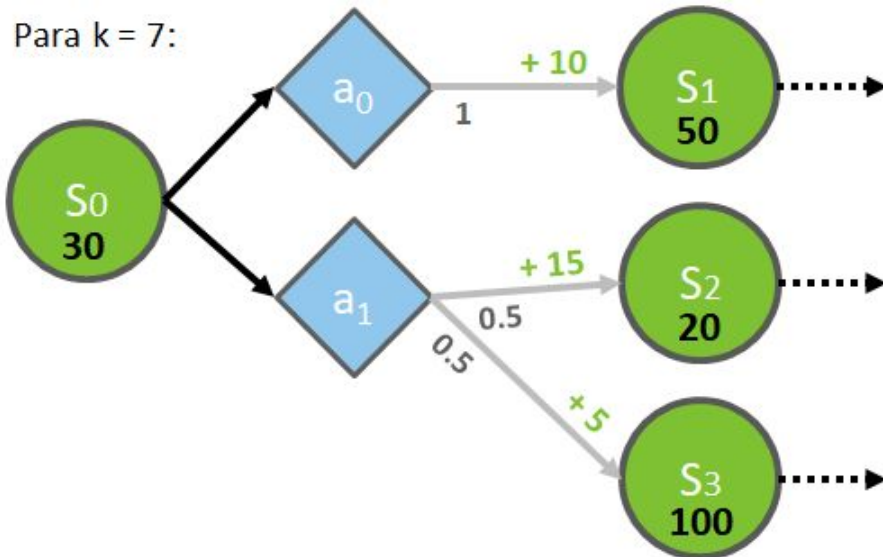 Para k = 7:
a₀
+ 10
1
S₁
50
S₀
30
a₁
+ 15
0.5
S₂
20
0.5
+ 5
S₃
100